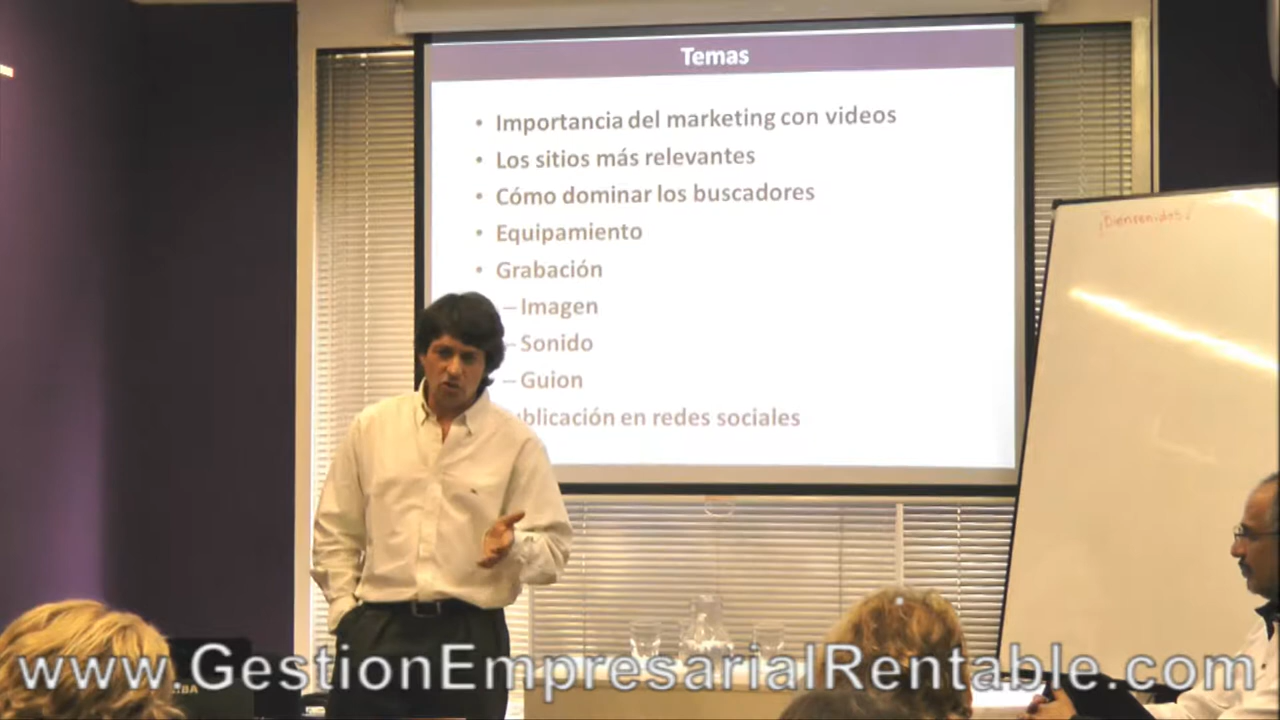 Temas
• Importancia del marketing con videos
• Los sitios más relevantes
• Cómo dominar los buscadores
• Equipamiento
• Grabación
– Imagen
– Sonido
– Guion
ublicación en redes sociales
¡Bienvenidos!
www.GestionEmpresarialRentable.com